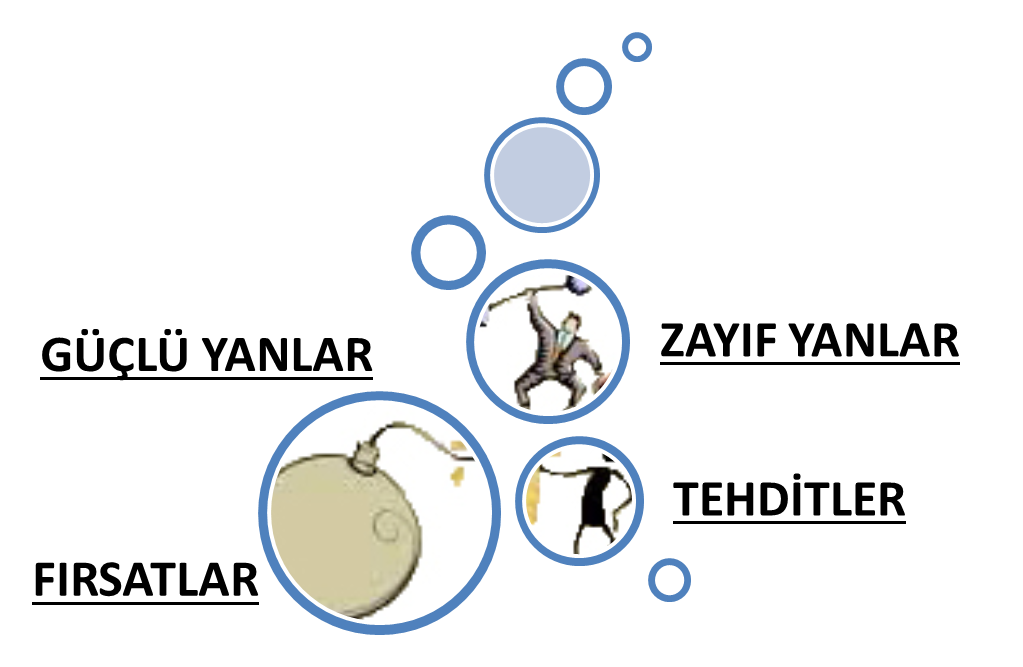 GÜÇLÜ YANLAR
ZAYIF YANLAR
FIRSATLAR
TEHDİTLER